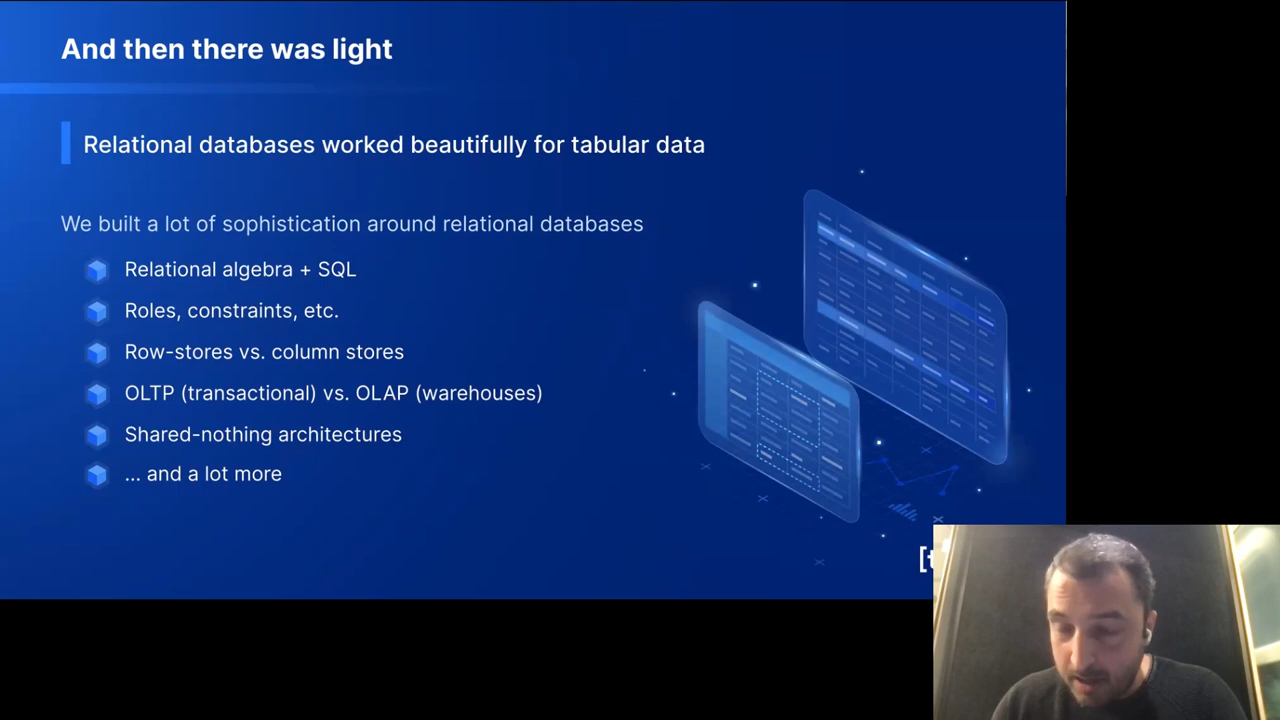 And then there was light
Relational databases worked beautifully for tabular data
We built a lot of sophistication around relational databases
Relational algebra + SQL
Roles, constraints, etc.
Row-stores vs. column stores
OLTP (transactional) vs. OLAP (warehouses)
Shared-nothing architectures
... and a lot more